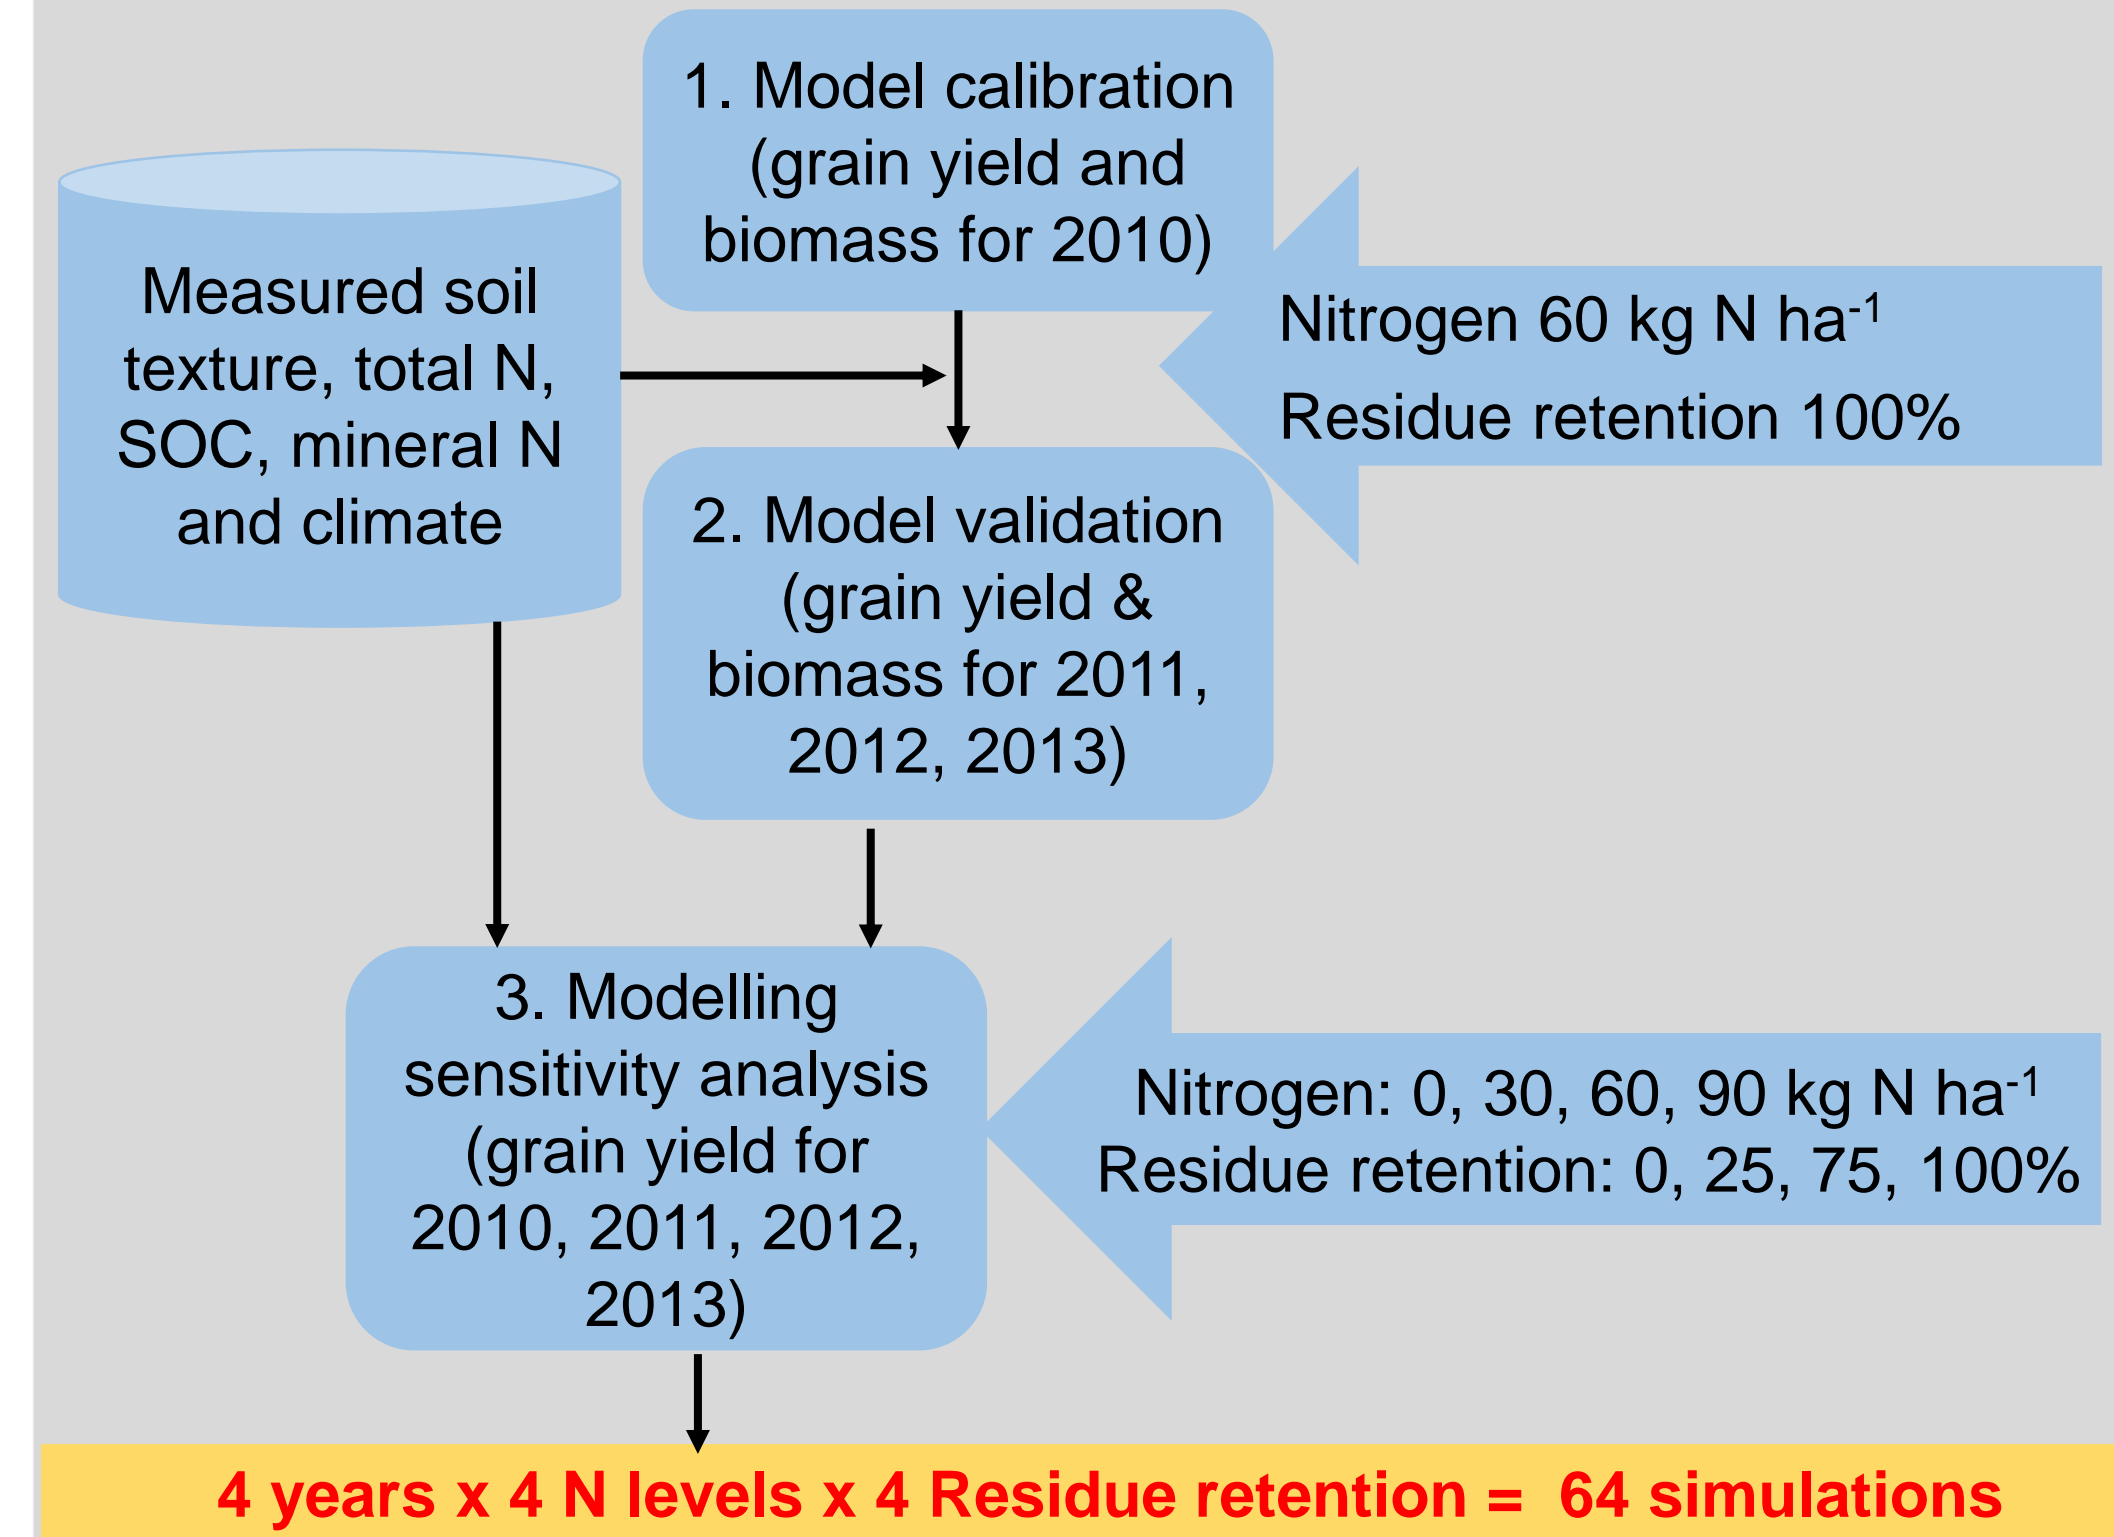 1. Model calibration
(grain yield and
biomass for 2010)
Measured soil
texture, total N,
SOC, mineral N
and climate
Nitrogen 60 kg N ha⁻¹
Residue retention 100%
2. Model validation
(grain yield &
biomass for 2011,
2012, 2013)
3. Modelling
sensitivity analysis
(grain yield for
2010, 2011, 2012,
2013)
Nitrogen: 0, 30, 60, 90 kg N ha⁻¹
Residue retention: 0, 25, 75, 100%
4 years x 4 N levels x 4 Residue retention = 64 simulations